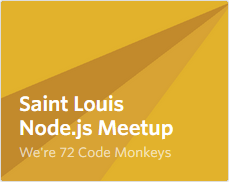 Saint Louis
Node.js Meetup
We're 72 Code Monkeys